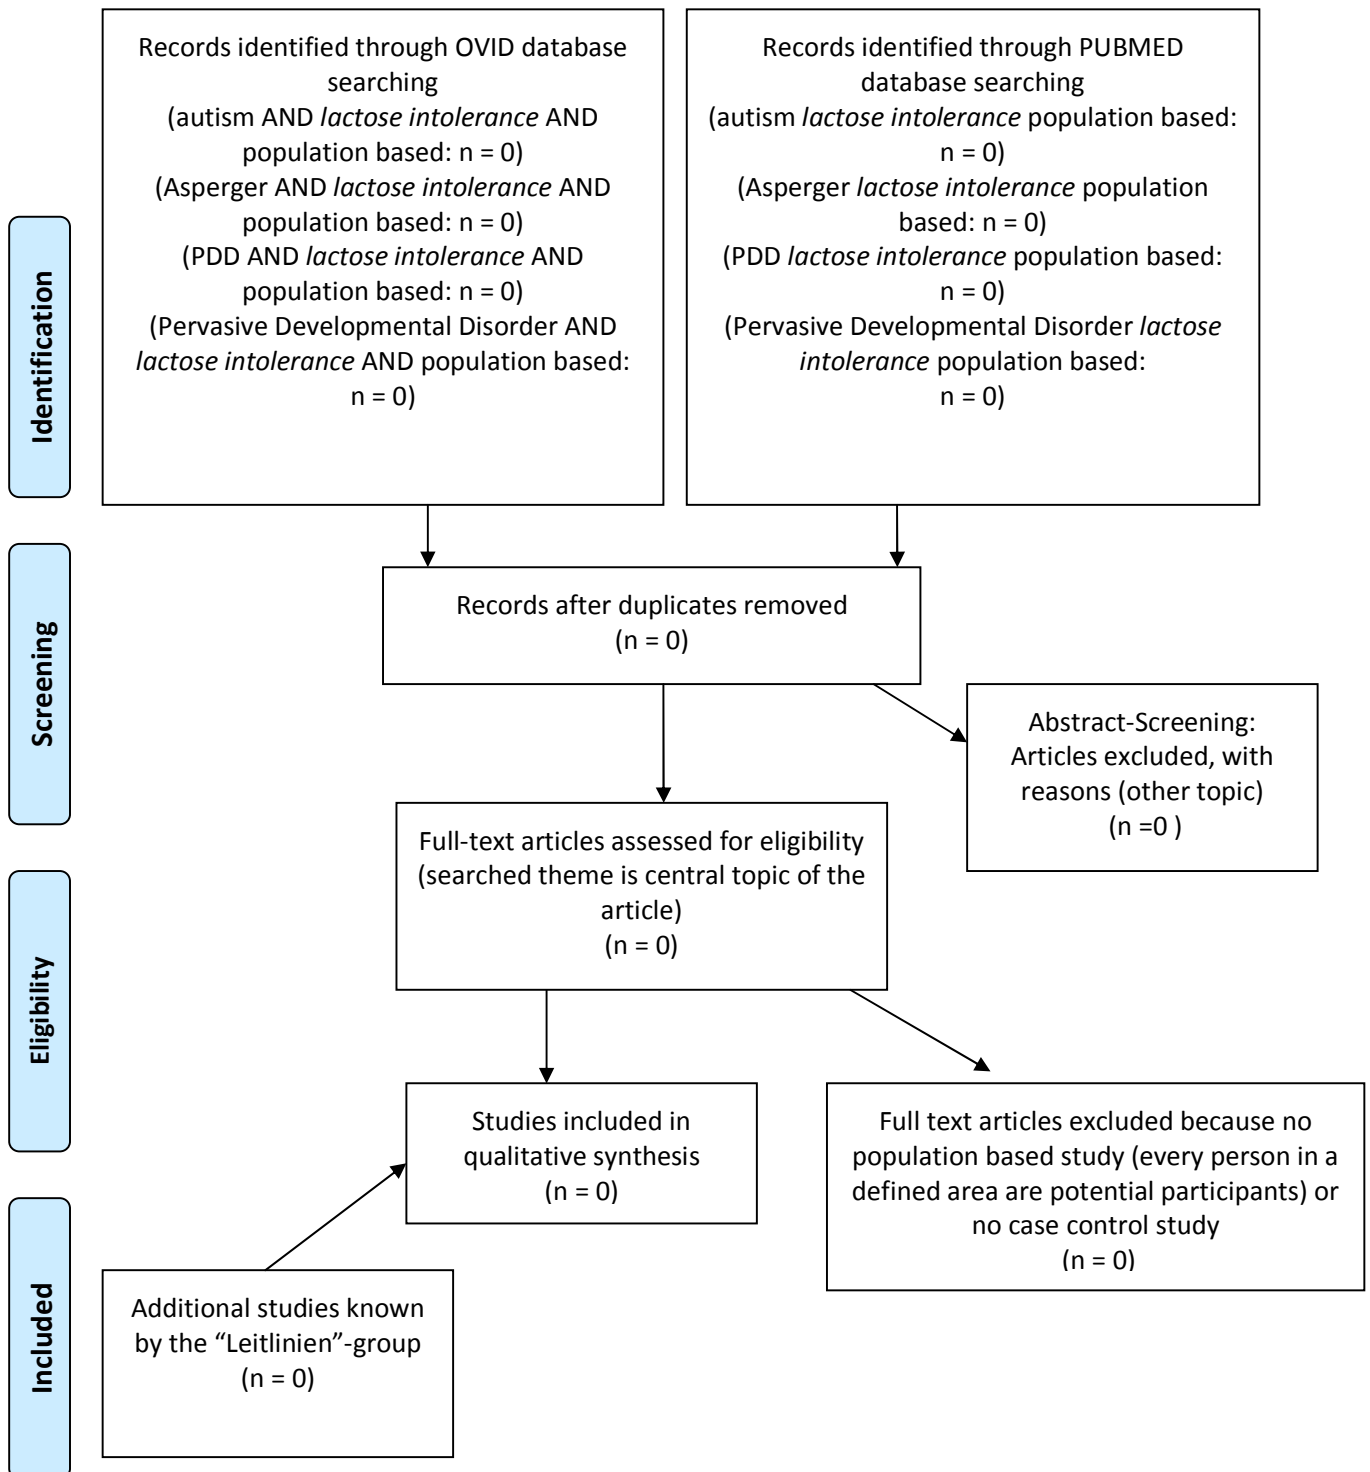 Records identified through OVID database
searching
(autism AND lactose intolerance AND
population based: n = 0)
(Asperger AND lactose intolerance AND
population based: n = 0)
(PDD AND lactose intolerance AND
population based: n = 0)
(Pervasive Developmental Disorder AND
lactose intolerance AND population based:
n = 0)
Records identified through PUBMED
database searching
(autism lactose intolerance population based:
n = 0)
(Asperger lactose intolerance population
based: n = 0)
(PDD lactose intolerance population based:
n = 0)
(Pervasive Developmental Disorder lactose
intolerance population based:
n = 0)
Identification
Records after duplicates removed
(n = 0)
Screening
Abstract-Screening:
Articles excluded, with
reasons (other topic)
(n =0 )
Full-text articles assessed for eligibility
(searched theme is central topic of the
article)
(n = 0)
Eligibility
Studies included in
qualitative synthesis
(n = 0)
Full text articles excluded because no
population based study (every person in a
defined area are potential participants) or
no case control study
(n = 0)
Included
Additional studies known
by the “Leitlinien”-group
(n = 0)